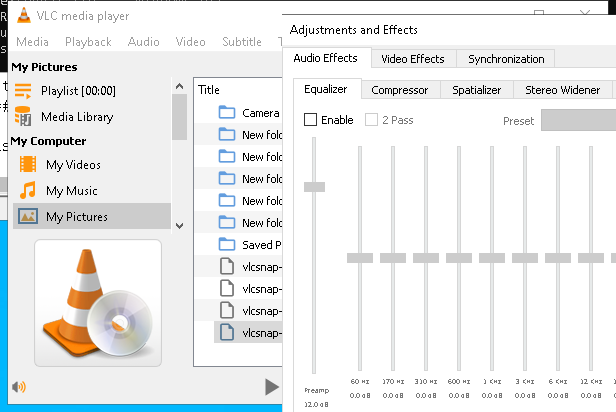 VLC media player
Media Playback Audio Video Subtitle
My Pictures
Playlist [00:00]
Media Library
My Computer
My Videos
My Music
My Pictures
Title
Camera
New fold
New fold
New fold
New fold
New fold
Saved P
vlcsnap-
vlcsnap-
vlcsnap-
vlcsnap-
Adjustments and Effects
Audio Effects Video Effects Synchronization
Equalizer Compressor Spatializer Stereo Widener
Enable 2 Pass Preset
60 Hz 170 Hz 310 Hz 600 Hz 1 KHz 3 KHz 6 KHz 12 KHz
Preamp 0.0 dB 0.0 dB 0.0 dB 0.0 dB 0.0 dB 0.0 dB 0.0 dB 0.0 dB
12.0 dB